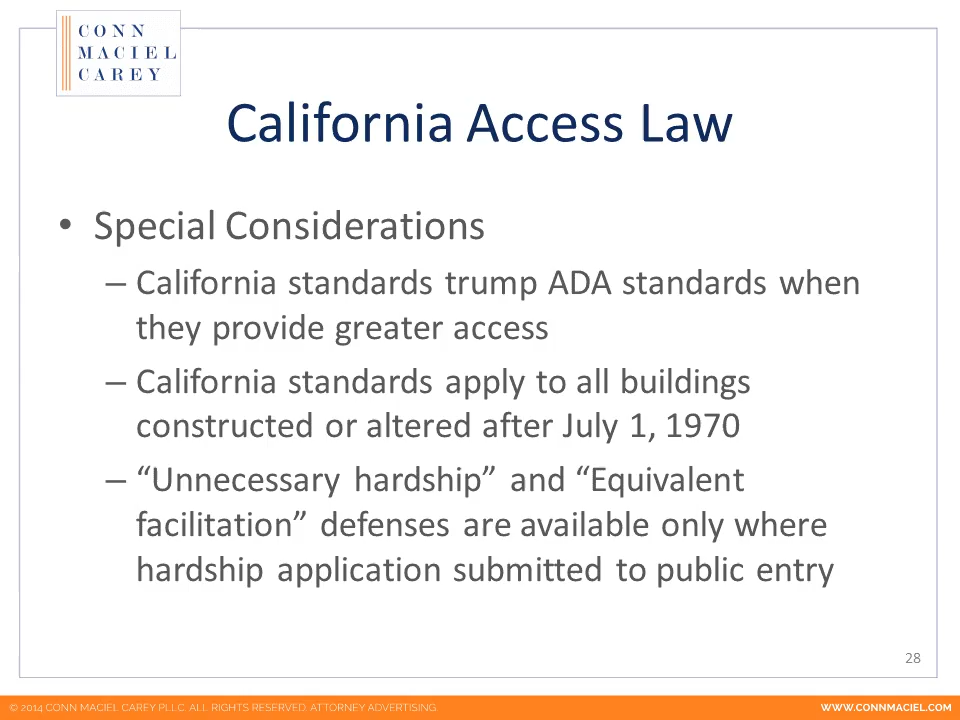 CONN
MACIEL
CAREY
California Access Law
• Special Considerations
– California standards trump ADA standards when
they provide greater access
– California standards apply to all buildings
constructed or altered after July 1, 1970
– “Unnecessary hardship” and “Equivalent
facilitation” defenses are available only where
hardship application submitted to public entry
28
© 2014 CONN MACIEL CAREY PLLC. ALL RIGHTS RESERVED. ATTORNEY ADVERTISING.
WWW.CONNMACIEL.COM